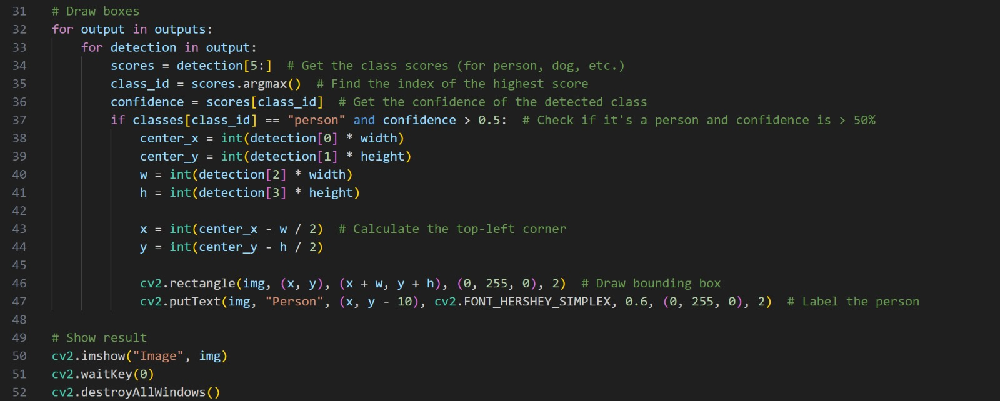 31 # Draw boxes
32 for output in outputs:
33     for detection in output:
34         scores = detection[5:]  # Get the class scores (for person, dog, etc.)
35         class_id = scores.argmax()  # Find the index of the highest score
36         confidence = scores[class_id]  # Get the confidence of the detected class
37         if classes[class_id] == "person" and confidence > 0.5:  # Check if it's a person and confidence is > 50%
38             center_x = int(detection[0] * width)
39             center_y = int(detection[1] * height)
40             w = int(detection[2] * width)
41             h = int(detection[3] * height)
42
43             x = int(center_x - w / 2)  # Calculate the top-left corner
44             y = int(center_y - h / 2)
45
46             cv2.rectangle(img, (x, y), (x + w, y + h), (0, 255, 0), 2)  # Draw bounding box
47             cv2.putText(img, "Person", (x, y - 10), cv2.FONT_HERSHEY_SIMPLEX, 0.6, (0, 255, 0), 2)  # Label the person
48
49 # Show result
50 cv2.imshow("Image", img)
51 cv2.waitKey(0)
52 cv2.destroyAllWindows()